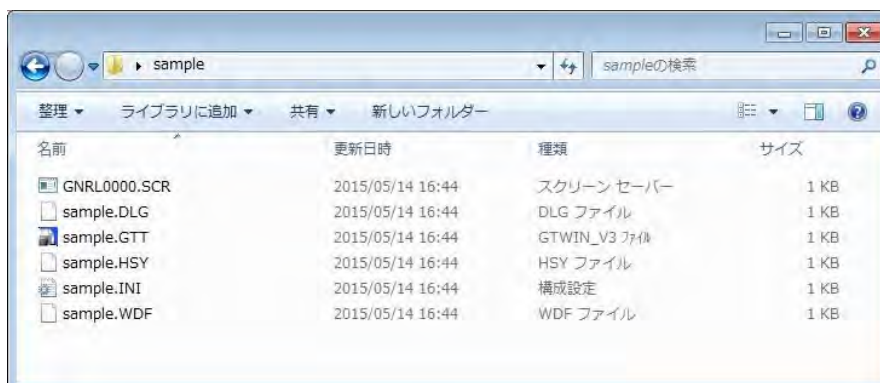 sample
sampleの検索
整理 ライブラリに追加 共有 新しいフォルダー
名前 更新日時 種類 サイズ
GNRL0000.SCR 2015/05/14 16:44 スクリーン セーバー 1 KB
sample.DLG 2015/05/14 16:44 DLG ファイル 1 KB
sample.GTT 2015/05/14 16:44 GTWIN_V3 ファイル 1 KB
sample.HSY 2015/05/14 16:44 HSY ファイル 1 KB
sample.INI 2015/05/14 16:44 構成設定 1 KB
sample.WDF 2015/05/14 16:44 WDF ファイル 1 KB